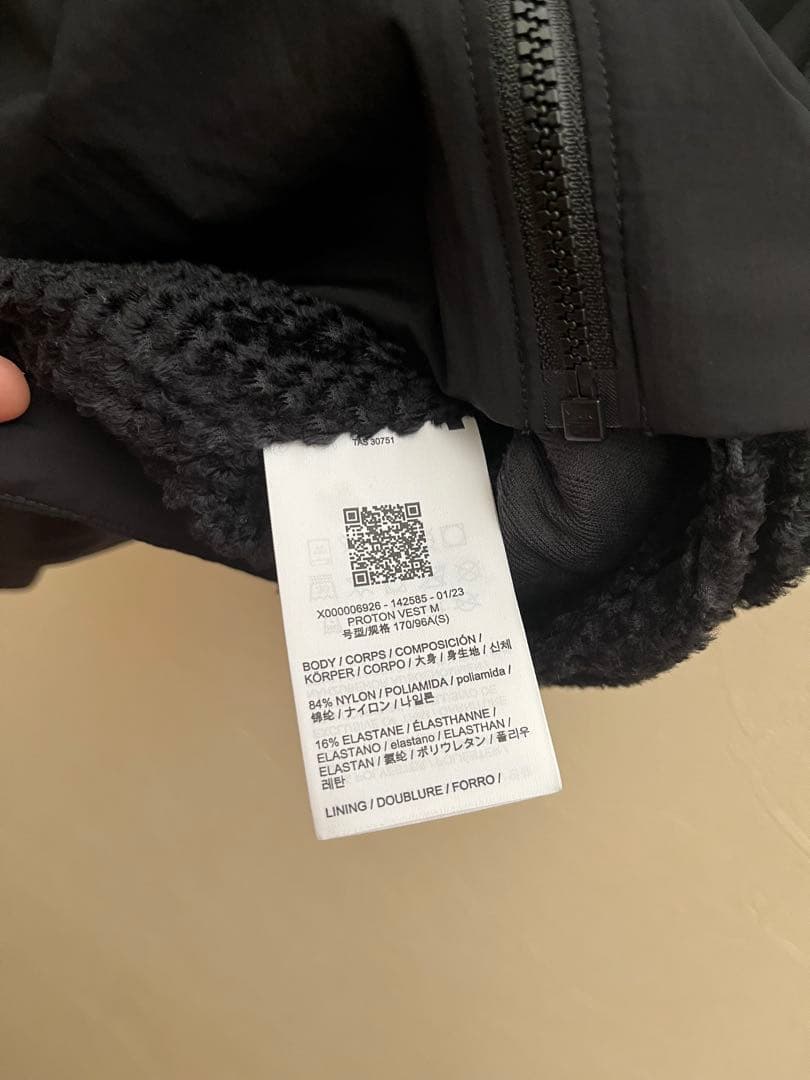 TAS 30751
X000006926 - 142585 - 01/23
PROTON VEST M
号型/规格 170/96A(S)
BODY / CORPS / COMPOSICIÓN /
KÖRPER / CORPO / 大身 / 身生地 / 신체
84% NYLON / POLIAMIDA / poliamida /
锦纶 / ナイロン / 나일론
16% ELASTANE / ÉLASTHANNE /
ELASTANO / elastano / ELASTHAN /
ELASTAN / 氨纶 / ポリウレタン / 폴리우
레탄
LINING / DOUBLURE / FORRO /